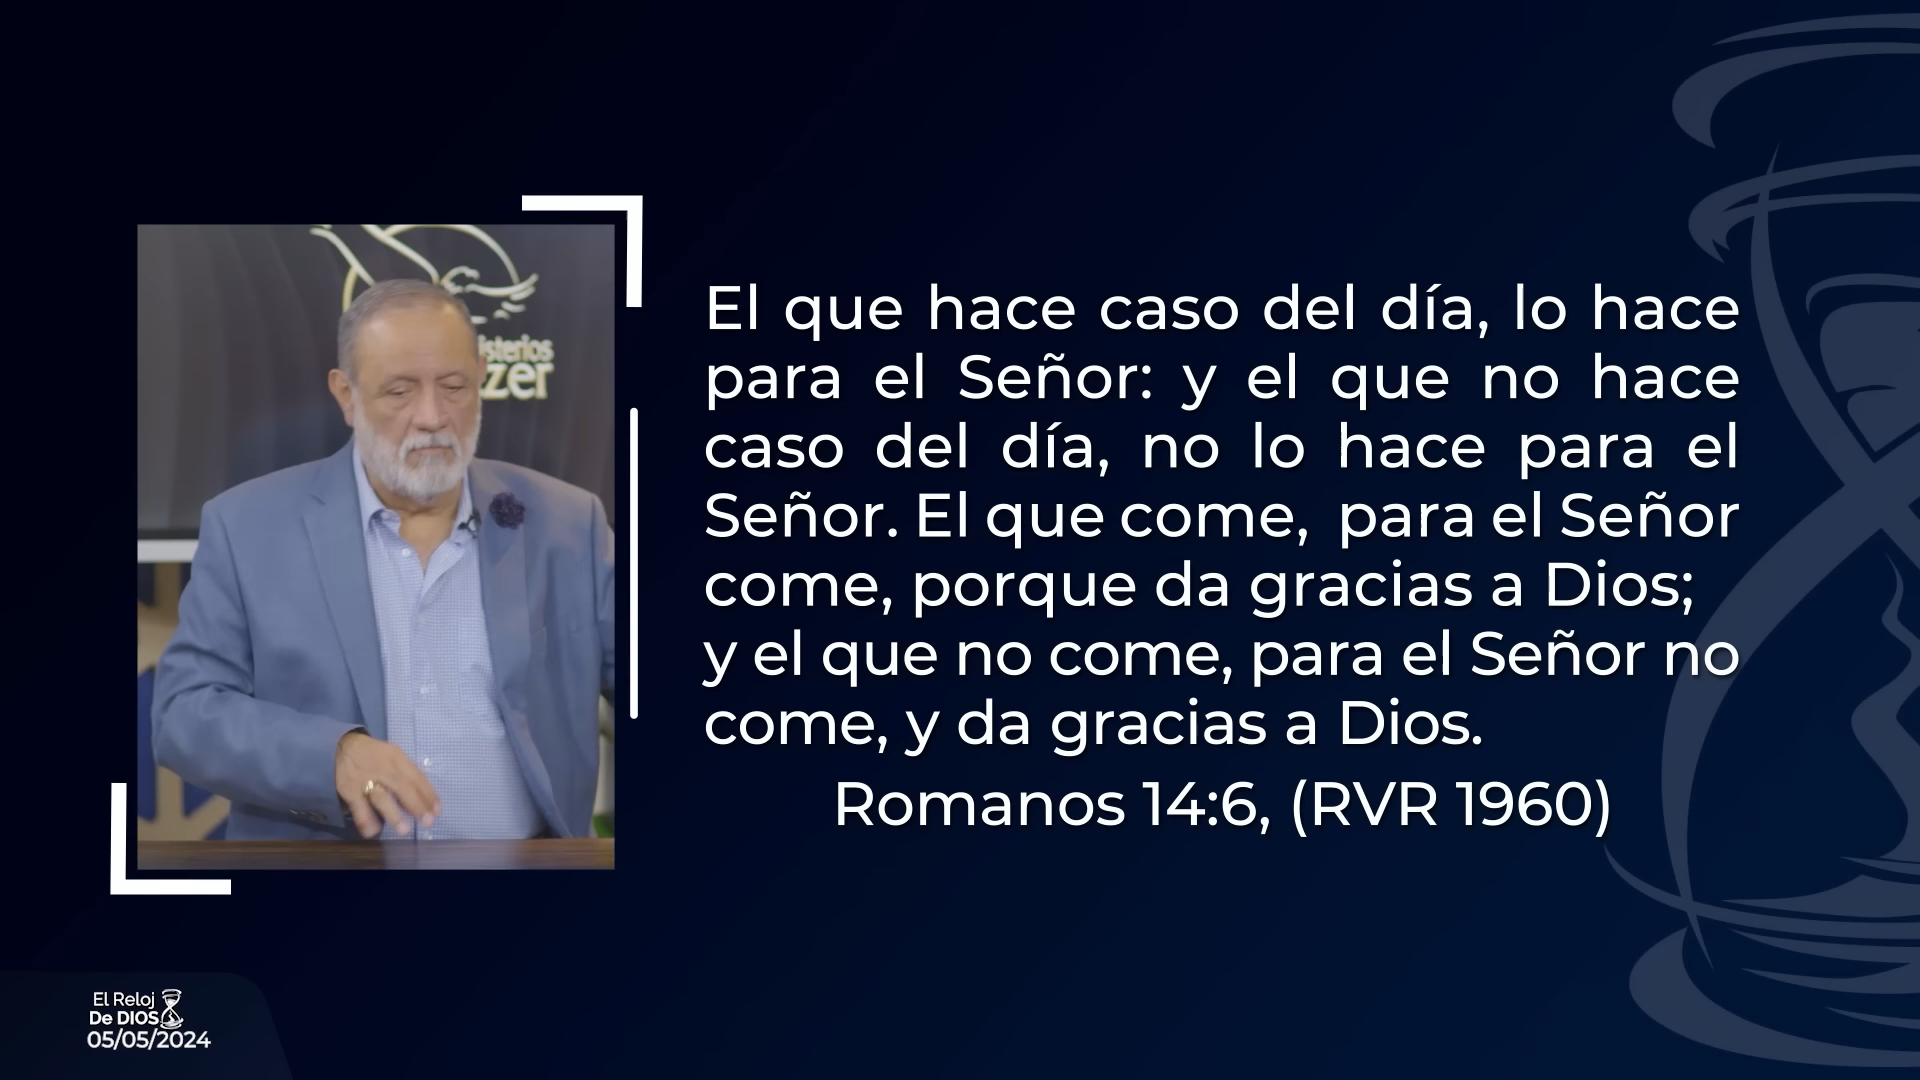 isterios
zer
El que hace caso del día, lo hace
para el Señor: y el que no hace
caso del día, no lo hace para el
Señor. El que come, para el Señor
come, porque da gracias a Dios;
y el que no come, para el Señor no
come, y da gracias a Dios.
Romanos 14:6, (RVR 1960)
El Reloj
De DIOS
05/05/2024